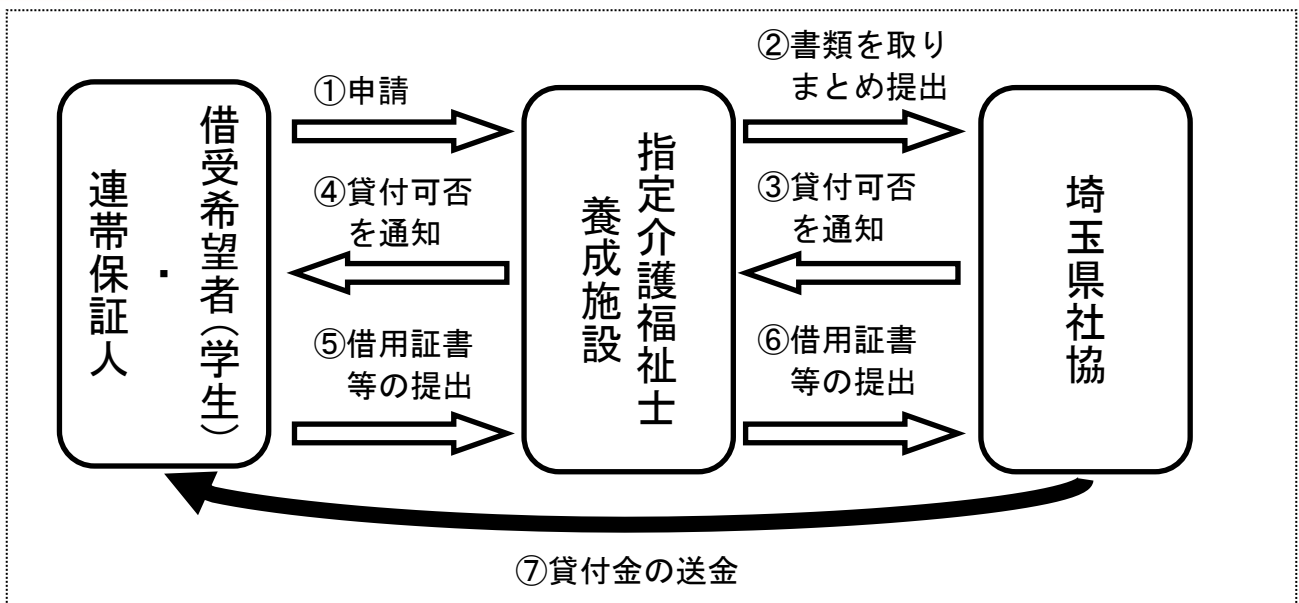 ①申請
②書類を取り
まとめ提出
借受希望者(学生)
・
連帯保証人
指定介護福祉士
養成施設
埼玉県社協
④貸付可否
を通知
③貸付可否
を通知
⑤借用証書
等の提出
⑥借用証書
等の提出
⑦貸付金の送金